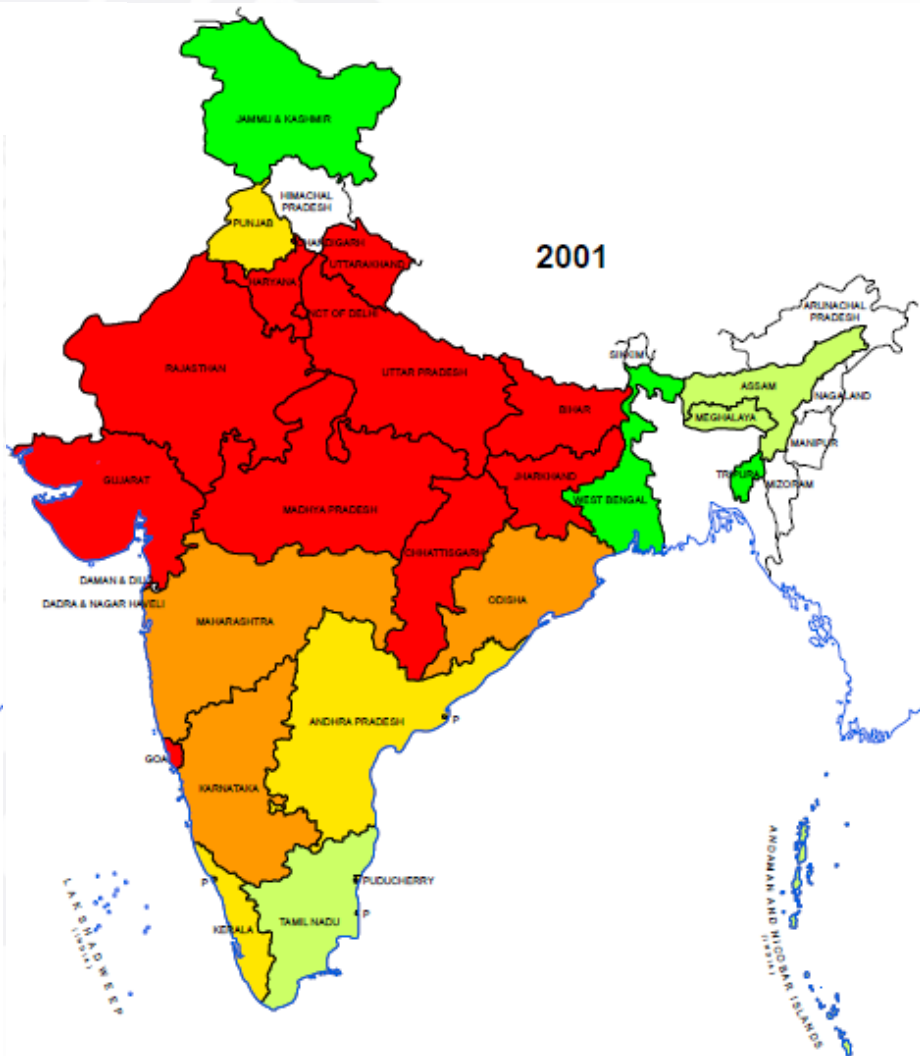 JAMMU & KASHMIR
HIMACHAL
PRADESH
PUNJAB
CHANDIGARH
UTTARAKHAND
2001
HARYANA
NCT OF DELHI
ARUNACHAL
PRADESH
SIKKIM
RAJASTHAN
UTTAR PRADESH
ASSAM
NAGALAND
BIHAR
MEGHALAYA
MANIPUR
GUJARAT
JHARKHAND
TRIPURA
MIZORAM
MADHYA PRADESH
WEST BENGAL
CHHATTISGARH
DAMAN & DIU
DADRA & NAGAR HAVELI
ODISHA
MAHARASHTRA
ANDHRA PRADESH
P
GOA
KARNATAKA
P
PUDUCHERRY
P
KERALA
TAMIL NADU
LAKSHADWEEP
(INDIA)
ANDAMAN AND NICOBAR ISLANDS
(INDIA)